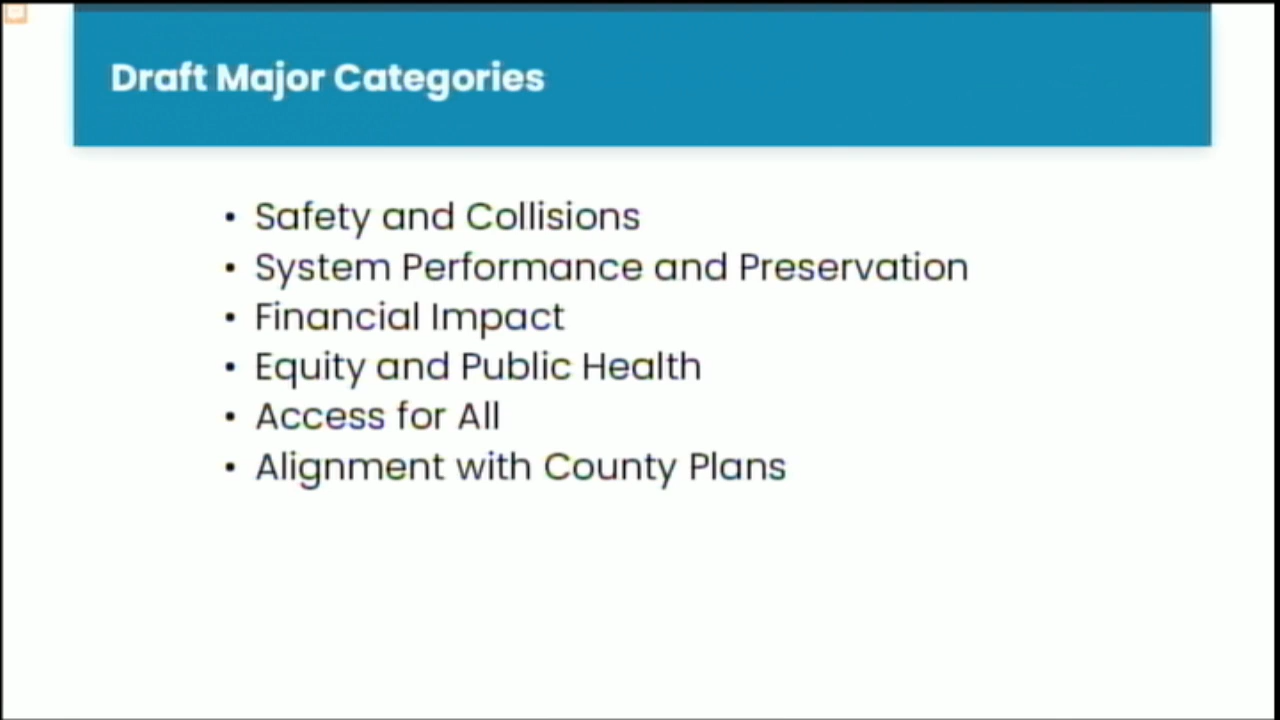 Draft Major Categories
• Safety and Collisions
• System Performance and Preservation
• Financial Impact
• Equity and Public Health
• Access for All
• Alignment with County Plans